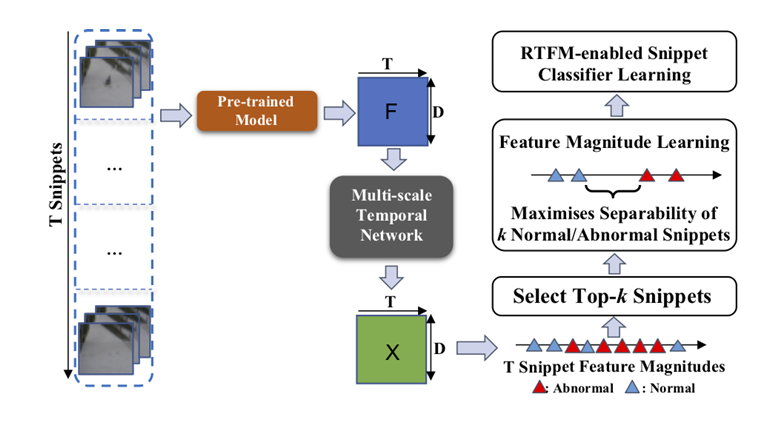 T Snippets
...
...
Pre-trained
Model
T
F
D
Multi-scale
Temporal
Network
T
X
D
RTFM-enabled Snippet
Classifier Learning
Feature Magnitude Learning
Maximises Separability of
k Normal/Abnormal Snippets
Select Top-k Snippets
T Snippet Feature Magnitudes
: Abnormal : Normal